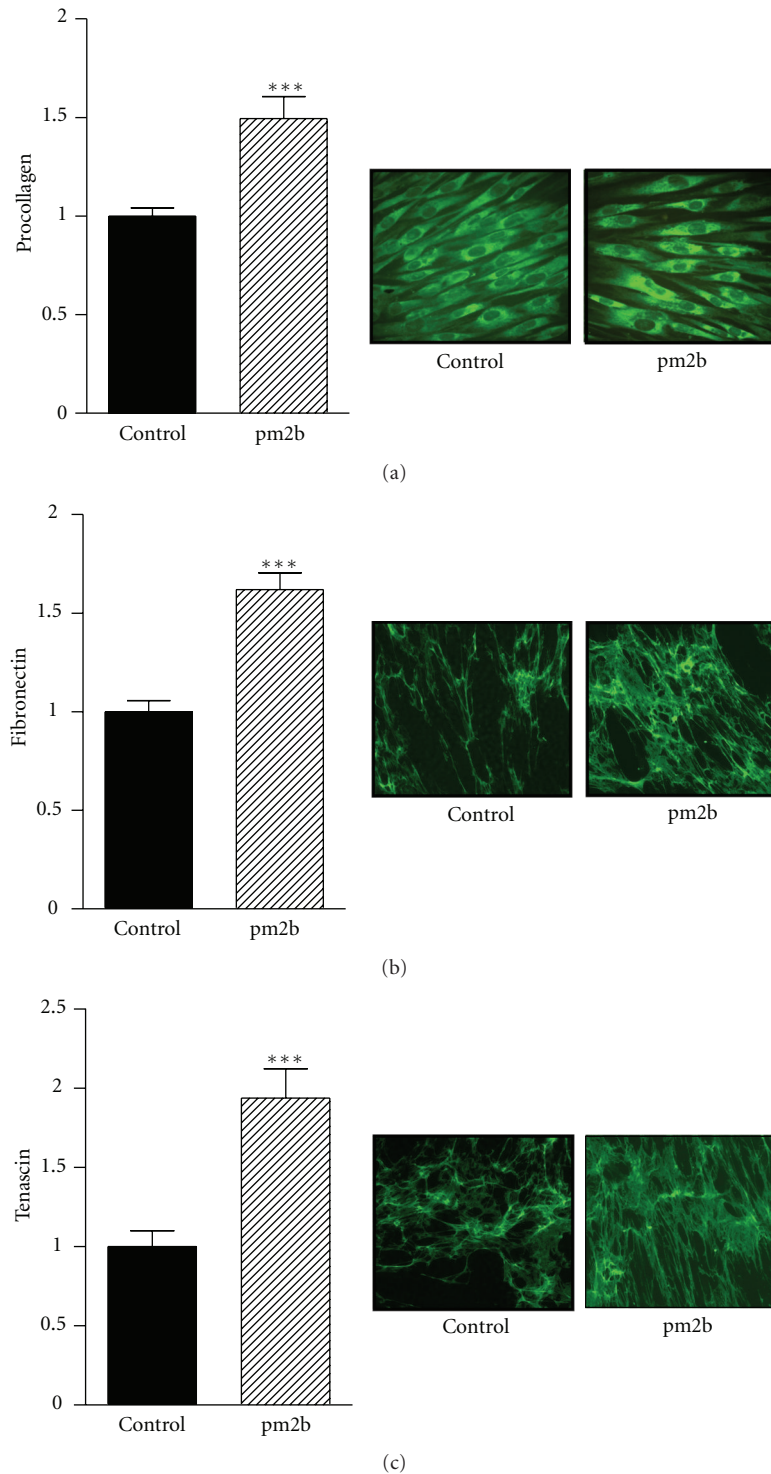 2
1.5
1
0.5
0
Procollagen
***
Control
pm2b
Control
pm2b
(a)
2
1.5
1
0.5
0
Fibronectin
***
Control
pm2b
Control
pm2b
(b)
2.5
2
1.5
1
0.5
0
Tenascin
***
Control
pm2b
Control
pm2b
(c)